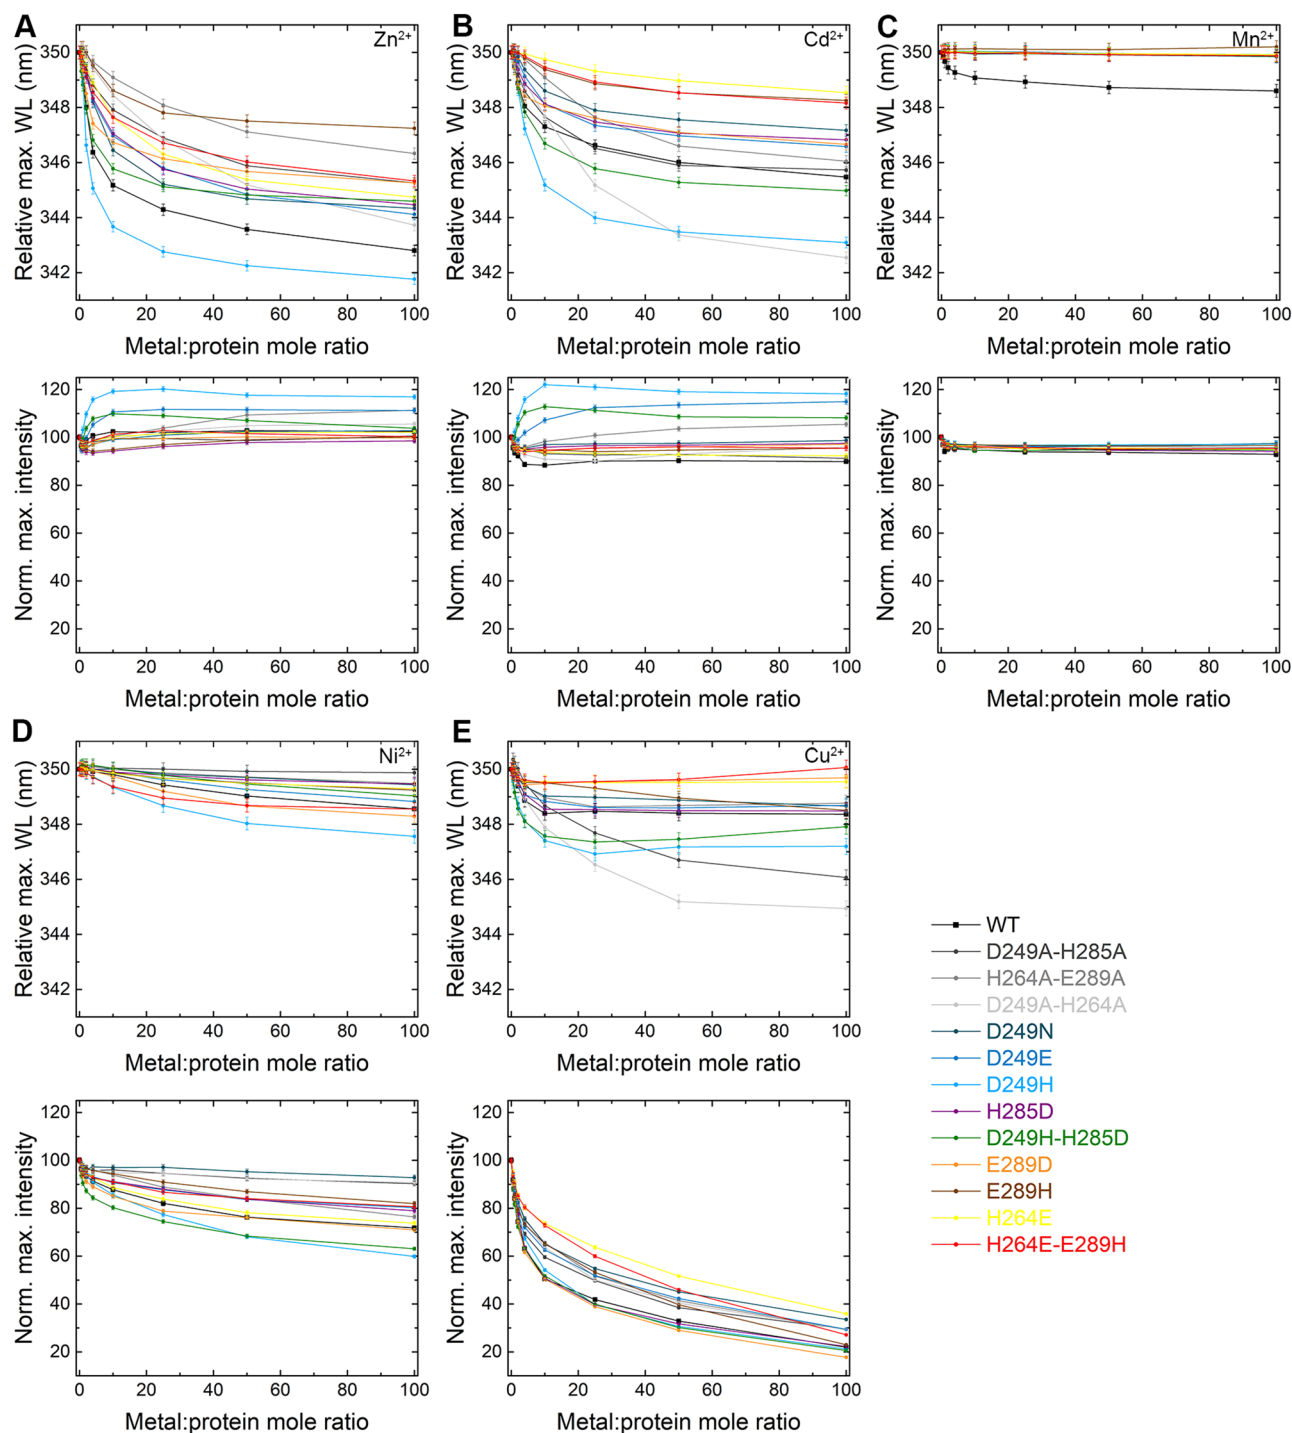 A
Zn2+
Relative max. WL (nm)
350
348
346
344
342
0 20 40 60 80 100
Metal:protein mole ratio
B
Cd2+
Relative max. WL (nm)
350
348
346
344
342
0 20 40 60 80 100
Metal:protein mole ratio
C
Mn2+
Relative max. WL (nm)
350
348
346
344
342
0 20 40 60 80 100
Metal:protein mole ratio
Norm. max. intensity
120
100
80
60
40
20
0 20 40 60 80 100
Metal:protein mole ratio
Norm. max. intensity
120
100
80
60
40
20
0 20 40 60 80 100
Metal:protein mole ratio
Norm. max. intensity
120
100
80
60
40
20
0 20 40 60 80 100
Metal:protein mole ratio
D
Ni2+
Relative max. WL (nm)
350
348
346
344
342
0 20 40 60 80 100
Metal:protein mole ratio
E
Cu2+
Relative max. WL (nm)
350
348
346
344
342
0 20 40 60 80 100
Metal:protein mole ratio
Norm. max. intensity
120
100
80
60
40
20
0 20 40 60 80 100
Metal:protein mole ratio
Norm. max. intensity
120
100
80
60
40
20
0 20 40 60 80 100
Metal:protein mole ratio
WT
D249A-H285A
H264A-E289A
D249A-H264A
D249N
D249E
D249H
H285D
D249H-H285D
E289D
E289H
H264E
H264E-E289H